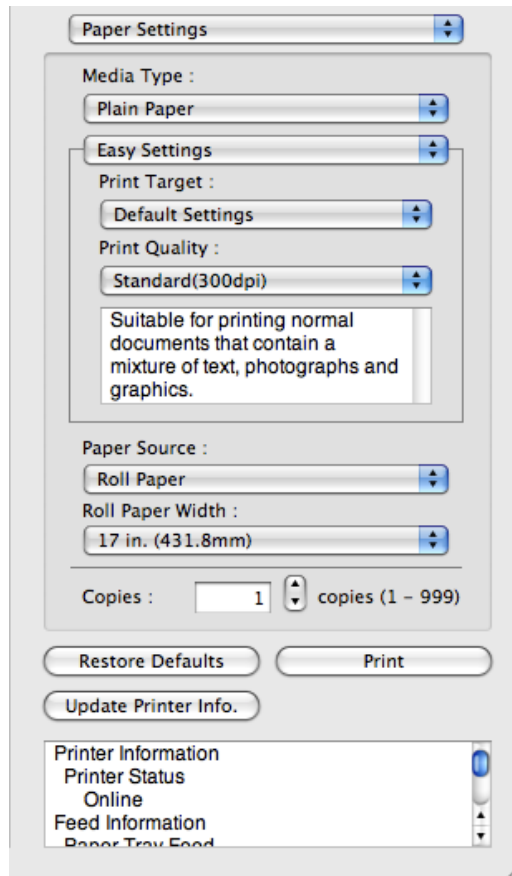 Paper Settings
Media Type :
Plain Paper
Easy Settings
Print Target :
Default Settings
Print Quality :
Standard(300dpi)
Suitable for printing normal
documents that contain a
mixture of text, photographs and
graphics.
Paper Source :
Roll Paper
Roll Paper Width :
17 in. (431.8mm)
Copies : 1 copies (1 – 999)
Restore Defaults Print
Update Printer Info.
Printer Information
Printer Status
Online
Feed Information
Paper Tray Feed